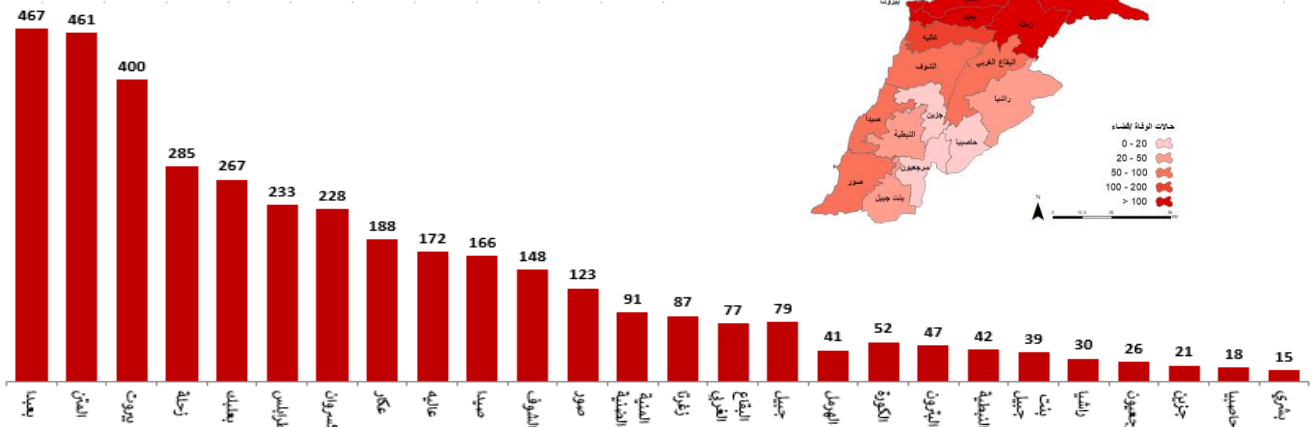 467
461
400
285
267
233
228
188
172
166
148
123
91
87
77
79
41
52
47
42
39
30
26
21
18
15
بعبدا
المتن
بيروت
زحلة
بعلبك
طرابلس
كسروان
عكار
عاليه
صيدا
الشوف
صور
المنية
الضنية
زغرتا
البقاع
الغربي
جبيل
الهرمل
الكورة
البترون
النبطية
بنت
جبيل
راشيا
جزين
حاصبيا
بشري
بيروت
بعبدا
زحلة
عاليه
الشوف
البقاع الغربي
راشيا
صيدا
جزين
النبطية
حاصبيا
مرجعيون
صور
بنت جبيل
حالات الوفاة /قضاء
0 - 20
20 - 50
50 - 100
100 - 200
> 100
N